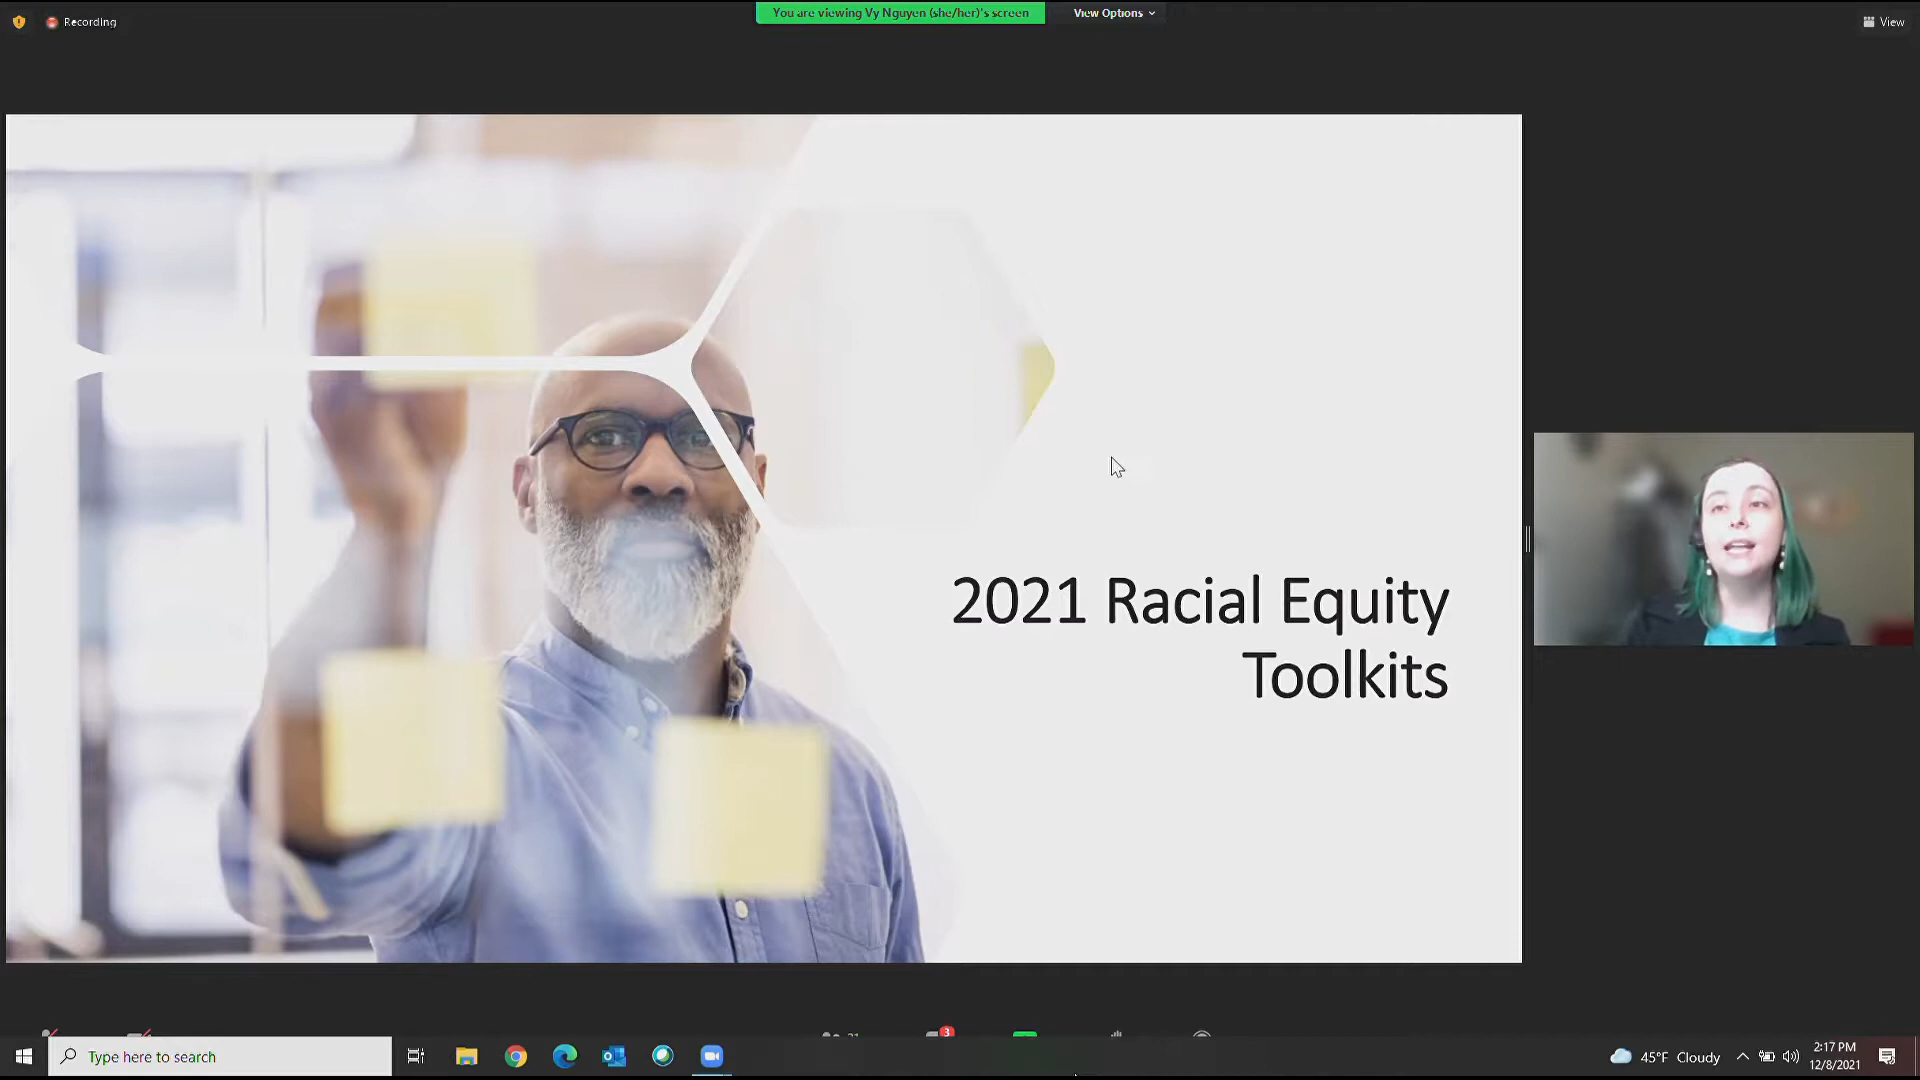 Recording
You are viewing Vy Nguyen (she/her)'s screen
View Options
View
2021 Racial Equity
Toolkits
3
Type here to search
45°F Cloudy
2:17 PM
12/8/2021